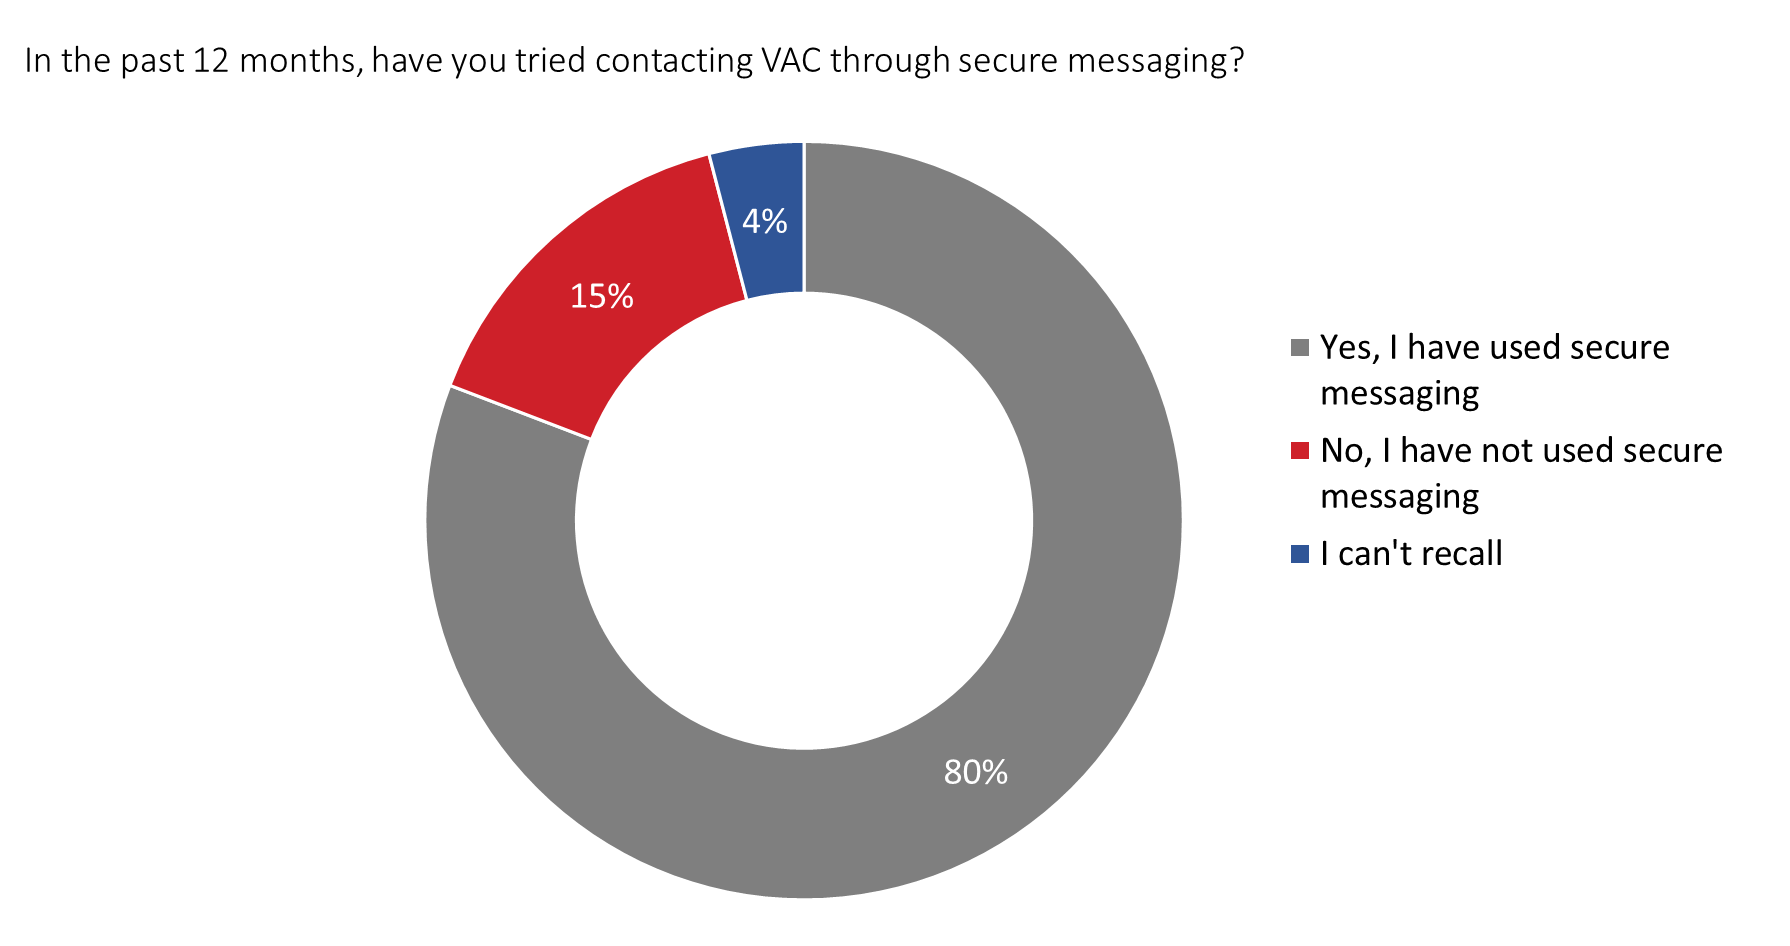 In the past 12 months, have you tried contacting VAC through secure messaging?
4%
15%
80%
Yes, I have used secure
messaging
No, I have not used secure
messaging
I can't recall